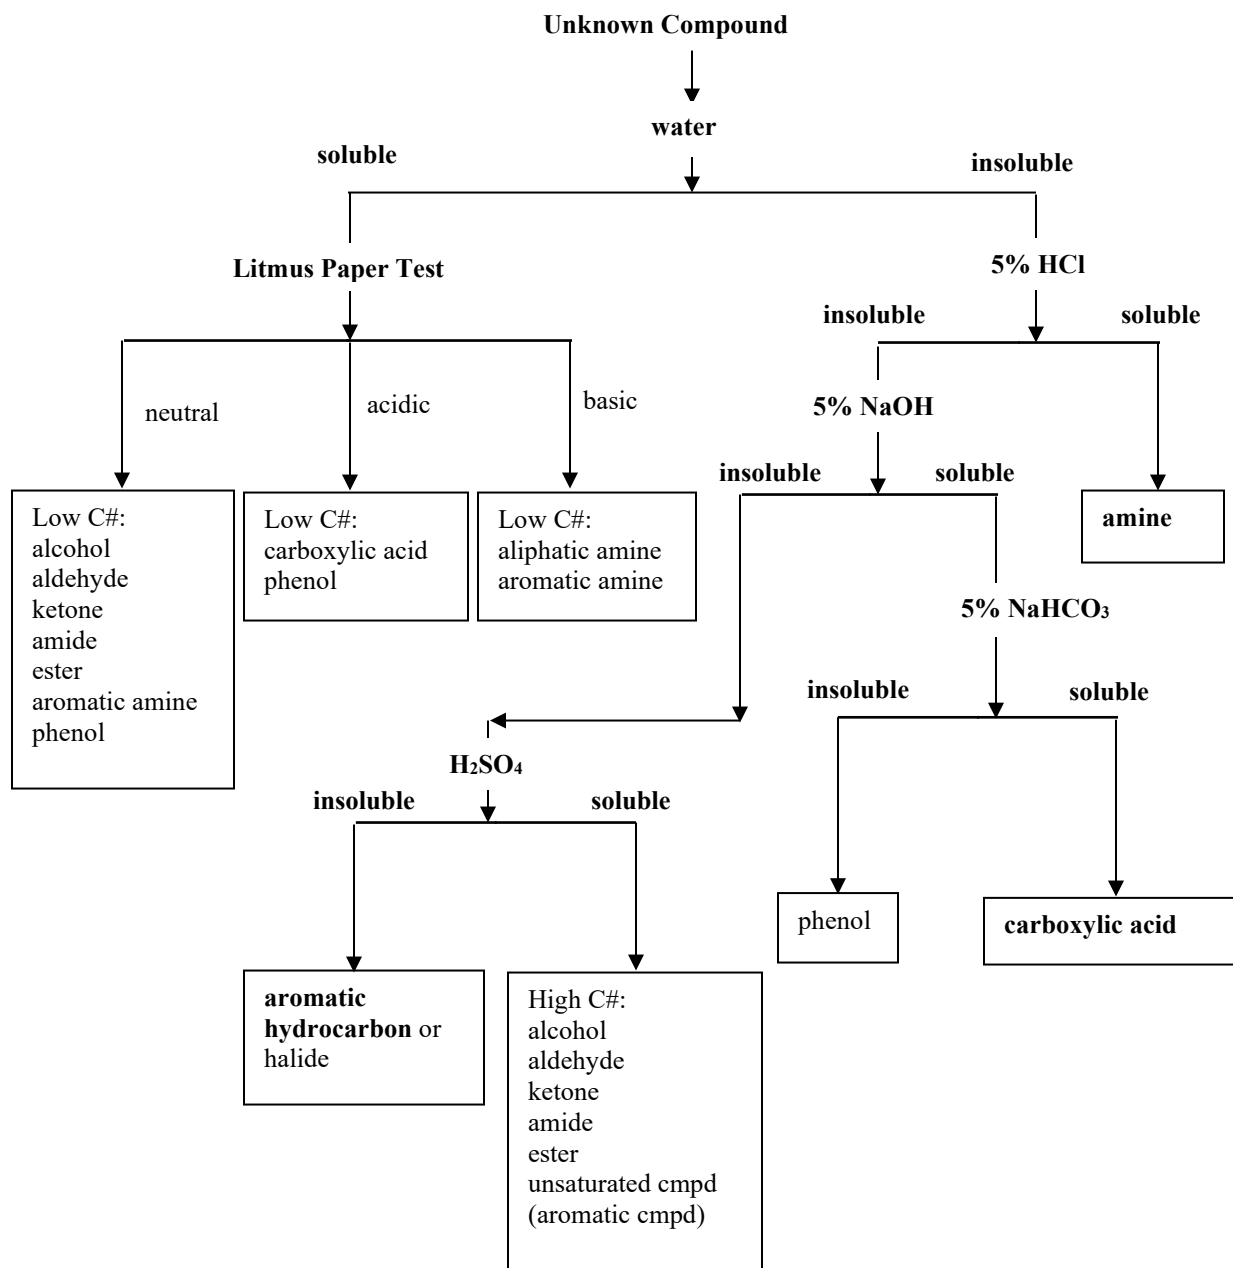 Unknown Compound
water
soluble
insoluble
Litmus Paper Test
5% HCl
insoluble
soluble
neutral
acidic
basic
5% NaOH
insoluble
soluble
Low C#:
alcohol
aldehyde
ketone
amide
ester
aromatic amine
phenol
Low C#:
carboxylic acid
phenol
Low C#:
aliphatic amine
aromatic amine
amine
5% NaHCO₃
insoluble
soluble
H₂SO₄
insoluble
soluble
phenol
carboxylic acid
aromatic
hydrocarbon or
halide
High C#:
alcohol
aldehyde
ketone
amide
ester
unsaturated cmpd
(aromatic cmpd)